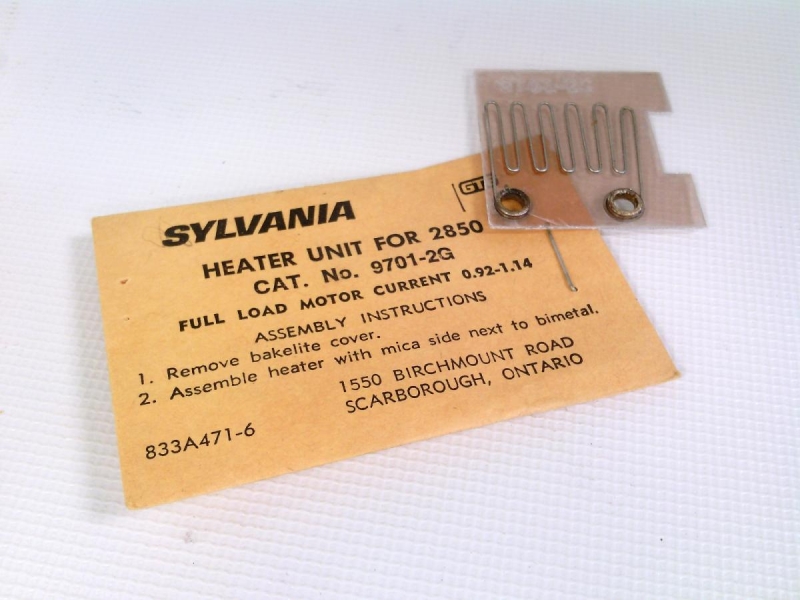 SYLVANIA
GTE
HEATER UNIT FOR 2850
CAT. No. 9701-2G
FULL LOAD MOTOR CURRENT 0.92-1.14
ASSEMBLY INSTRUCTIONS
1. Remove bakelite cover.
2. Assemble heater with mica side next to bimetal.
1550 BIRCHMOUNT ROAD
SCARBOROUGH, ONTARIO
833A471-6